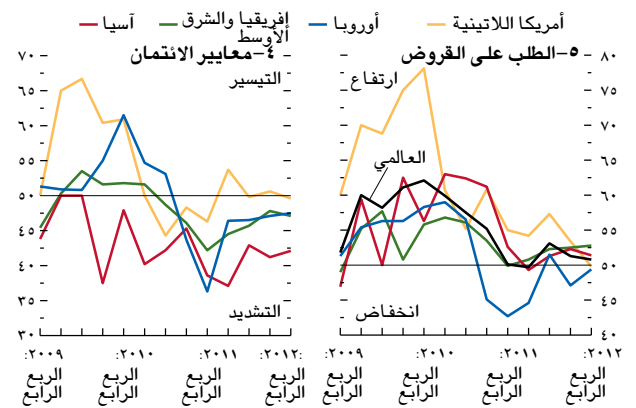 أمريكا اللاتينية
أوروبا
إفريقيا والشرق
الأوسط
آسيا
٥-الطلب على القروض
٨٠
٧٥
٧٠
٦٥
٦٠
٥٥
٥٠
٤٥
٤٠
ارتفاع
العالمي
انخفاض
٢٠٠٩: ٢٠١٠: ٢٠١١: ٢٠١٢:
الربع الربع الربع الربع
الرابع الرابع الرابع الرابع
٤-معايير الائتمان
٧٠
٦٥
٦٠
٥٥
٥٠
٤٥
٤٠
٣٥
٣٠
التيسير
التشديد
٢٠٠٩: ٢٠١٠: ٢٠١١: ٢٠١٢:
الربع الربع الربع الربع
الرابع الرابع الرابع الرابع